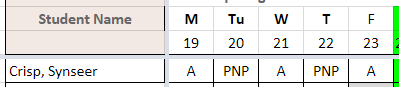 Student Name M Tu W T F
19 20 21 22 23
Crisp, Synseer A PNP A PNP A